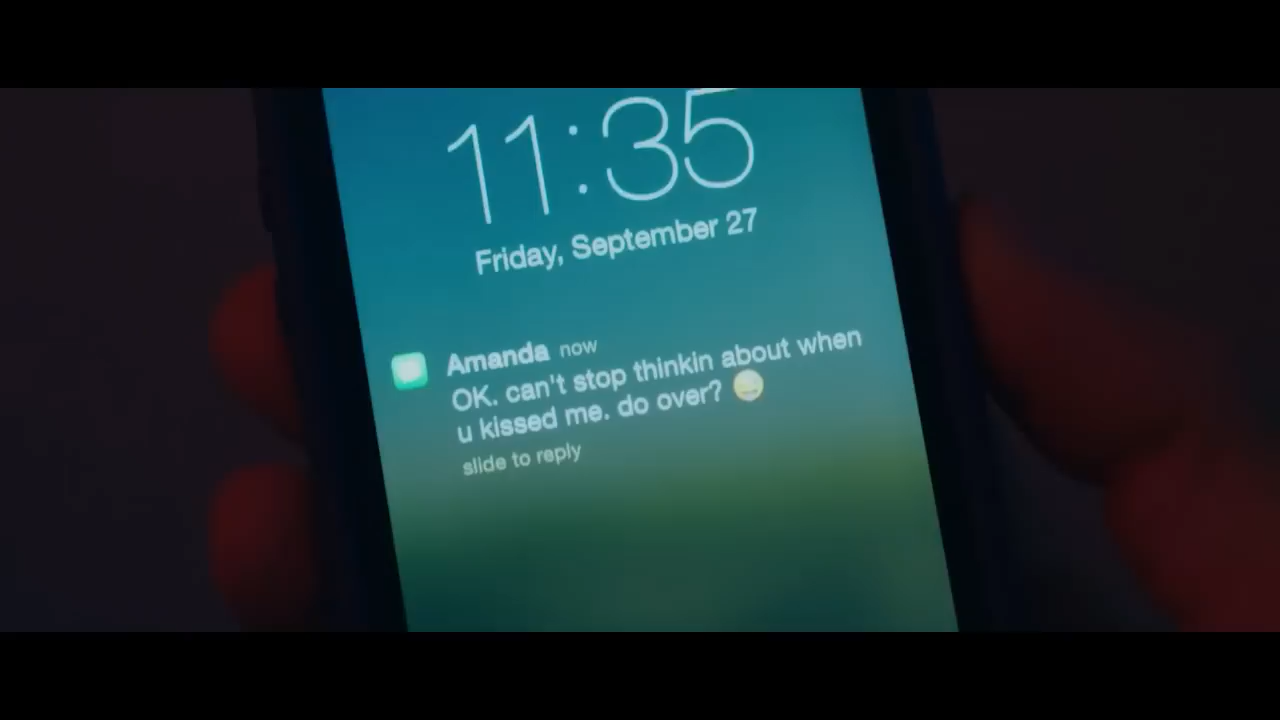 11:35
Friday, September 27
Amanda now
OK. can't stop thinkin about when
u kissed me. do over? 😑
slide to reply